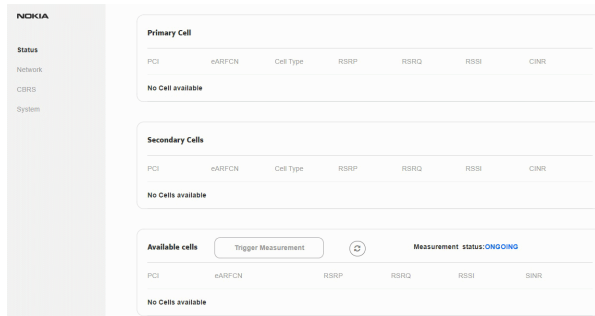 NOKIA
Status
Network
CBRS
System
Primary Cell
PCI eARFCN Cell Type RSRP RSRQ RSSI CINR
No Cell available
Secondary Cells
PCI eARFCN Cell Type RSRP RSRQ RSSI CINR
No Cells available
Available cells Trigger Measurement Measurement status:ONGOING
PCI eARFCN RSRP RSRQ RSSI SINR
No Cells available